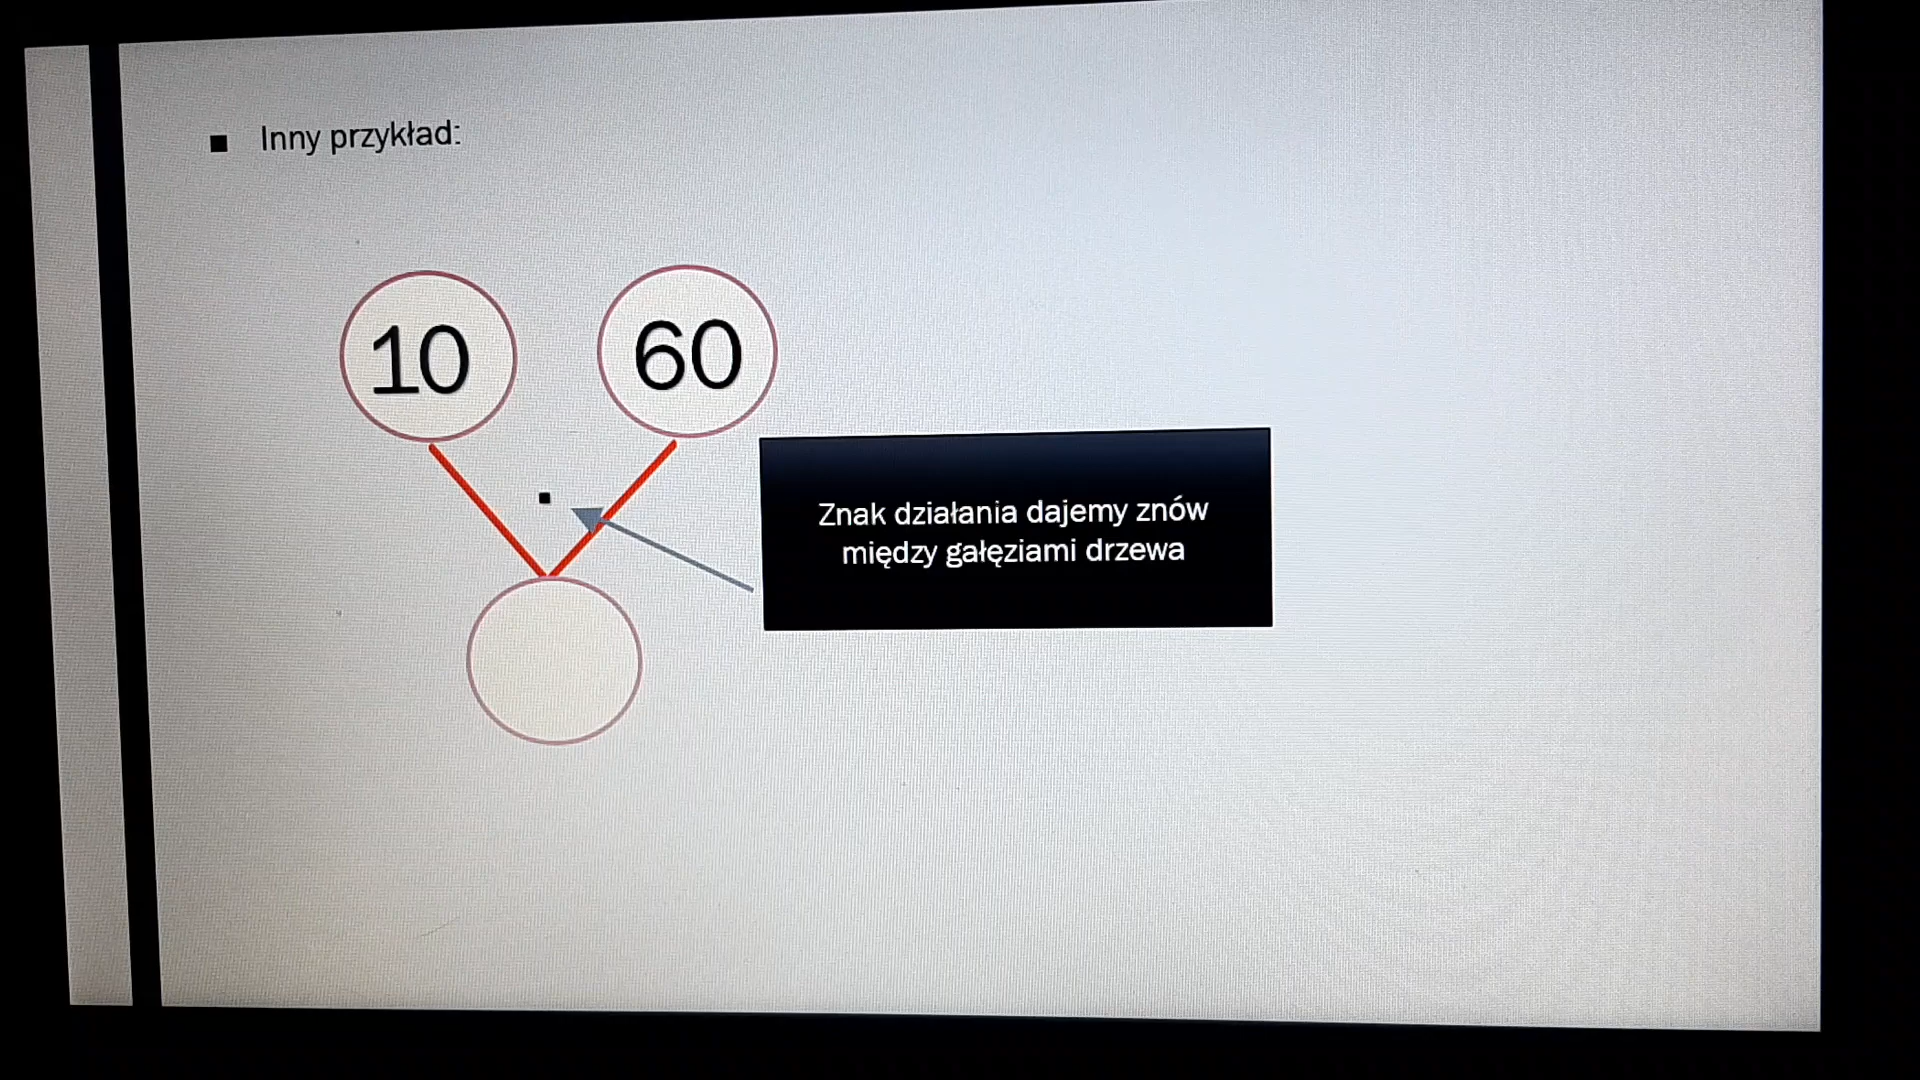 ■ Inny przykład:
10 60
.
Znak działania dajemy znów
między gałęziami drzewa